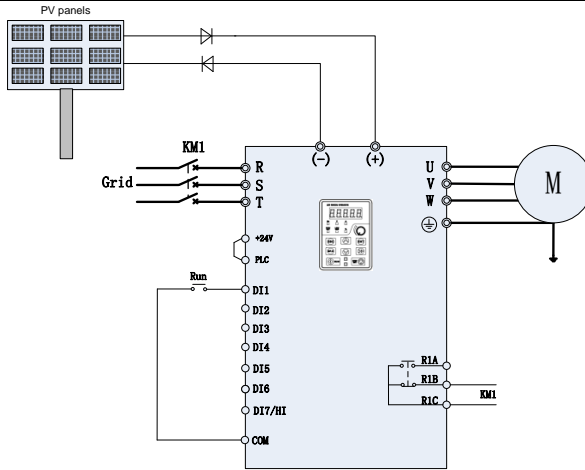 PV panels
(-)
(+)
KM1
Grid
R
S
T
U
V
W
M
+24V
PLC
Run
DI1
DI2
DI3
DI4
DI5
DI6
DI7/HI
COM
R1A
R1B
R1C
KM1